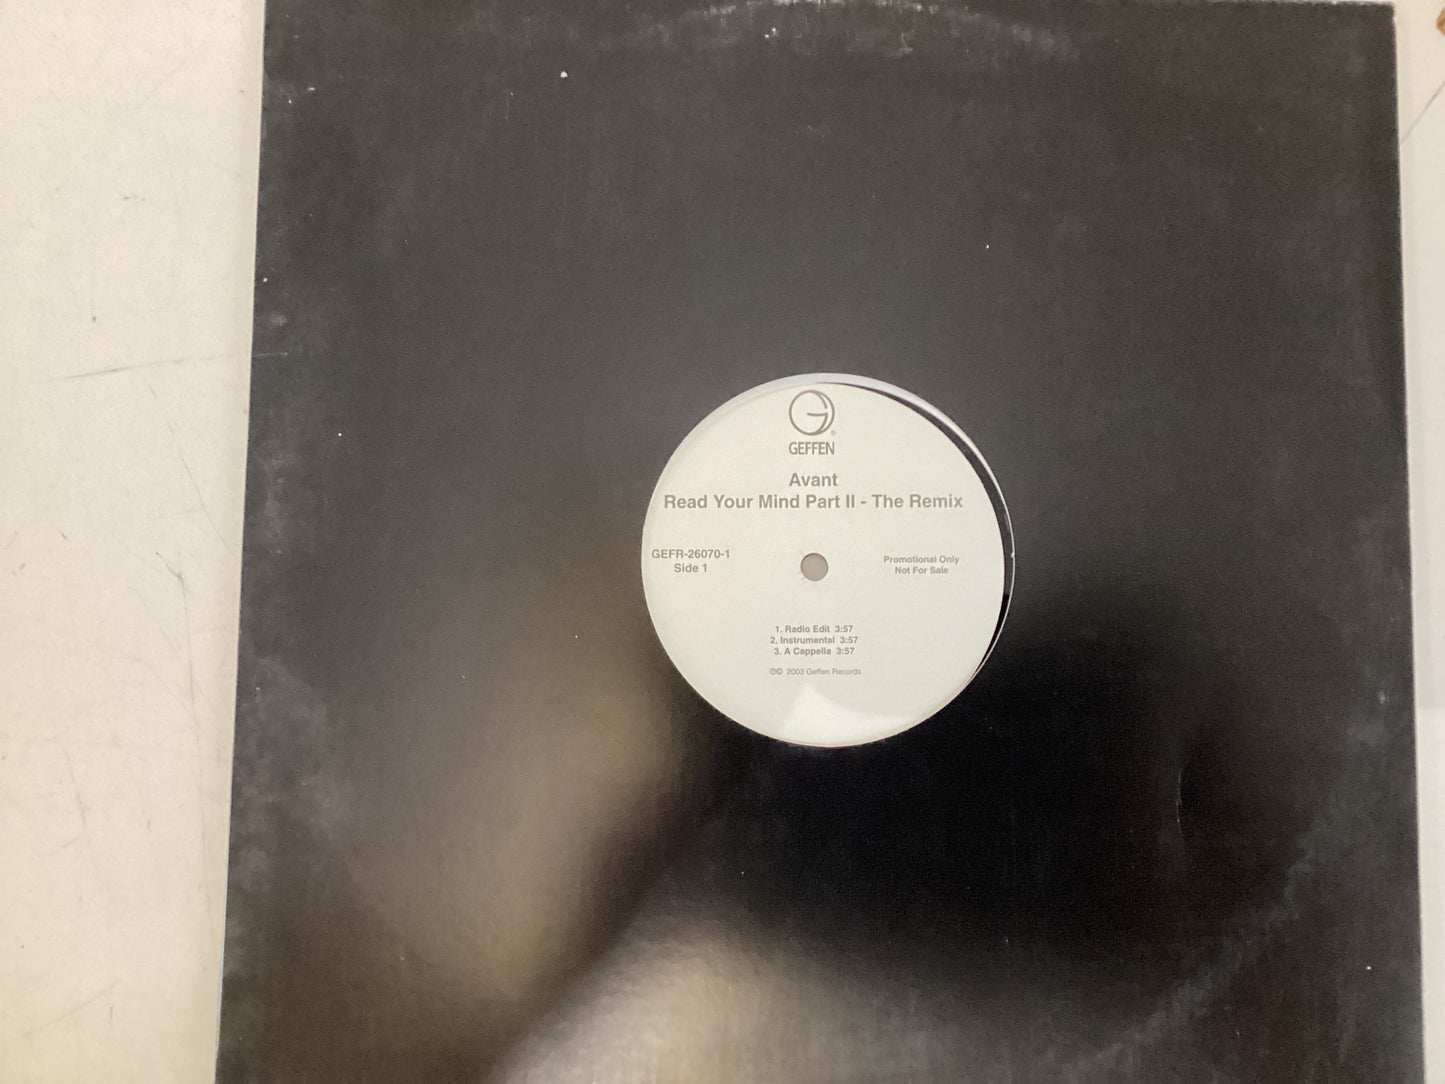 G
®
GEFFEN
Avant
Read Your Mind Part II - The Remix
GEFR-26070-1
Side 1
Promotional Only
Not For Sale
1. Radio Edit 3:57
2. Instrumental 3:57
3. A Cappella 3:57
℗© 2003 Geffen Records